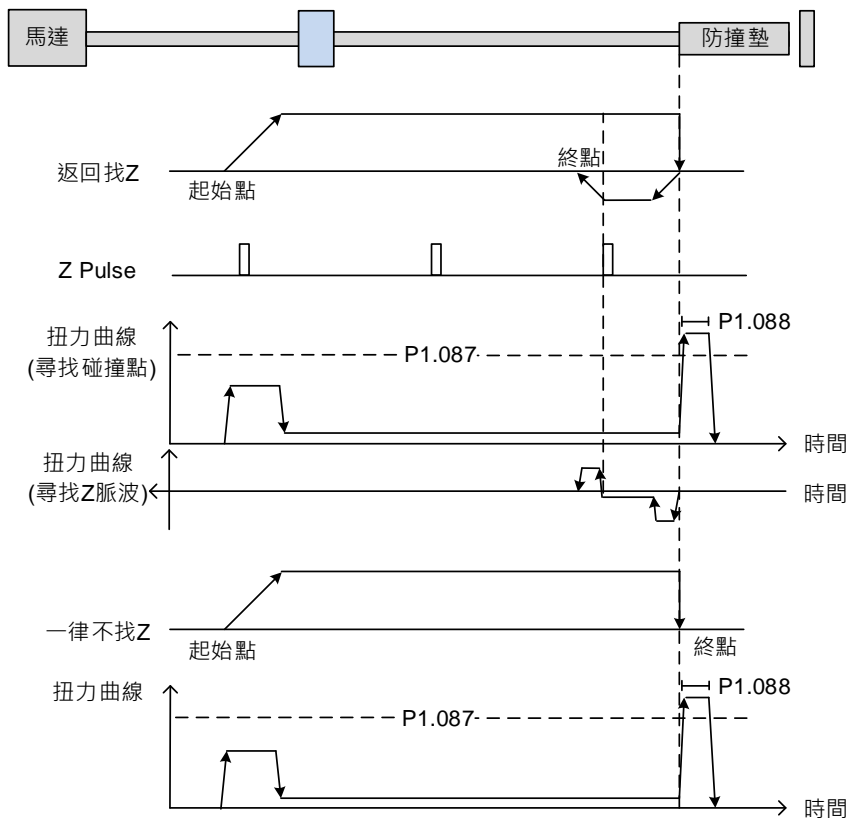 馬達
防撞墊
返回找Z
起始點
終點
Z Pulse
扭力曲線
(尋找碰撞點)
P1.087
P1.088
時間
扭力曲線
(尋找Z脈波)
時間
一律不找Z
起始點
終點
扭力曲線
P1.087
P1.088
時間